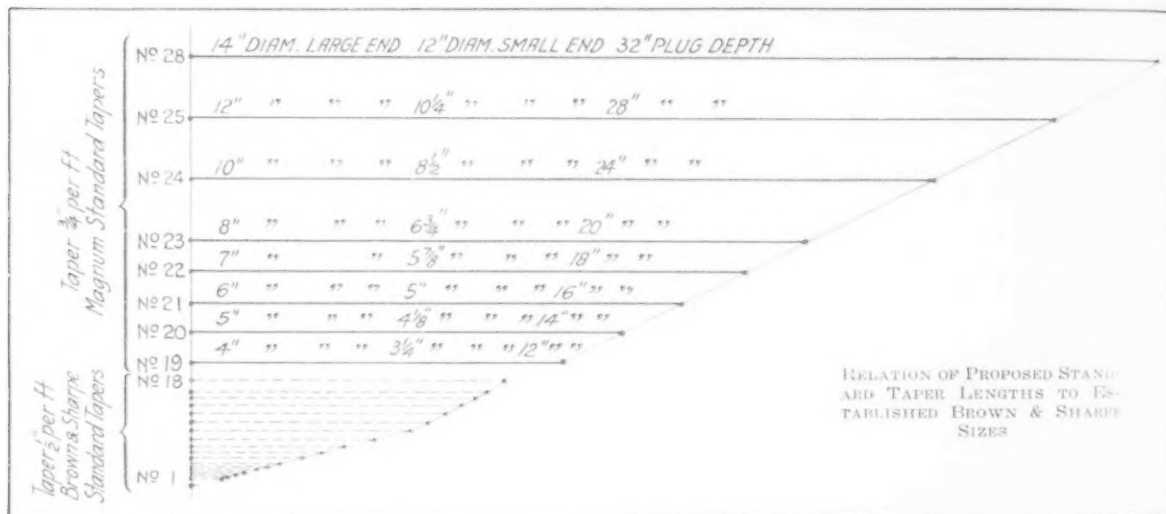 Nº 28 14" DIAM. LARGE END 12" DIAM. SMALL END 32" PLUG DEPTH
Nº 25 12" " " " 10¼" " " " 28" " "
Nº 24 10" " " " 8½" " " " 24" " "
Nº 23 8" " " " 6¾" " " " 20" " "
Nº 22 7" " " 5⅞" " " " 18" " "
Nº 21 6" " " " 5" " " " 16" " "
Nº 20 5" " " " 4⅛" " " " 14" " "
Nº 19 4" " " " 3¼" " " " 12" " "
Nº 18
Nº 1
Taper ¾" per ft
Magnum Standard Tapers
Taper ½" per ft
Brown & Sharpe
Standard Tapers
RELATION OF PROPOSED STAND-
ARD TAPER LENGTHS TO ES-
TABLISHED BROWN & SHARPE
SIZES